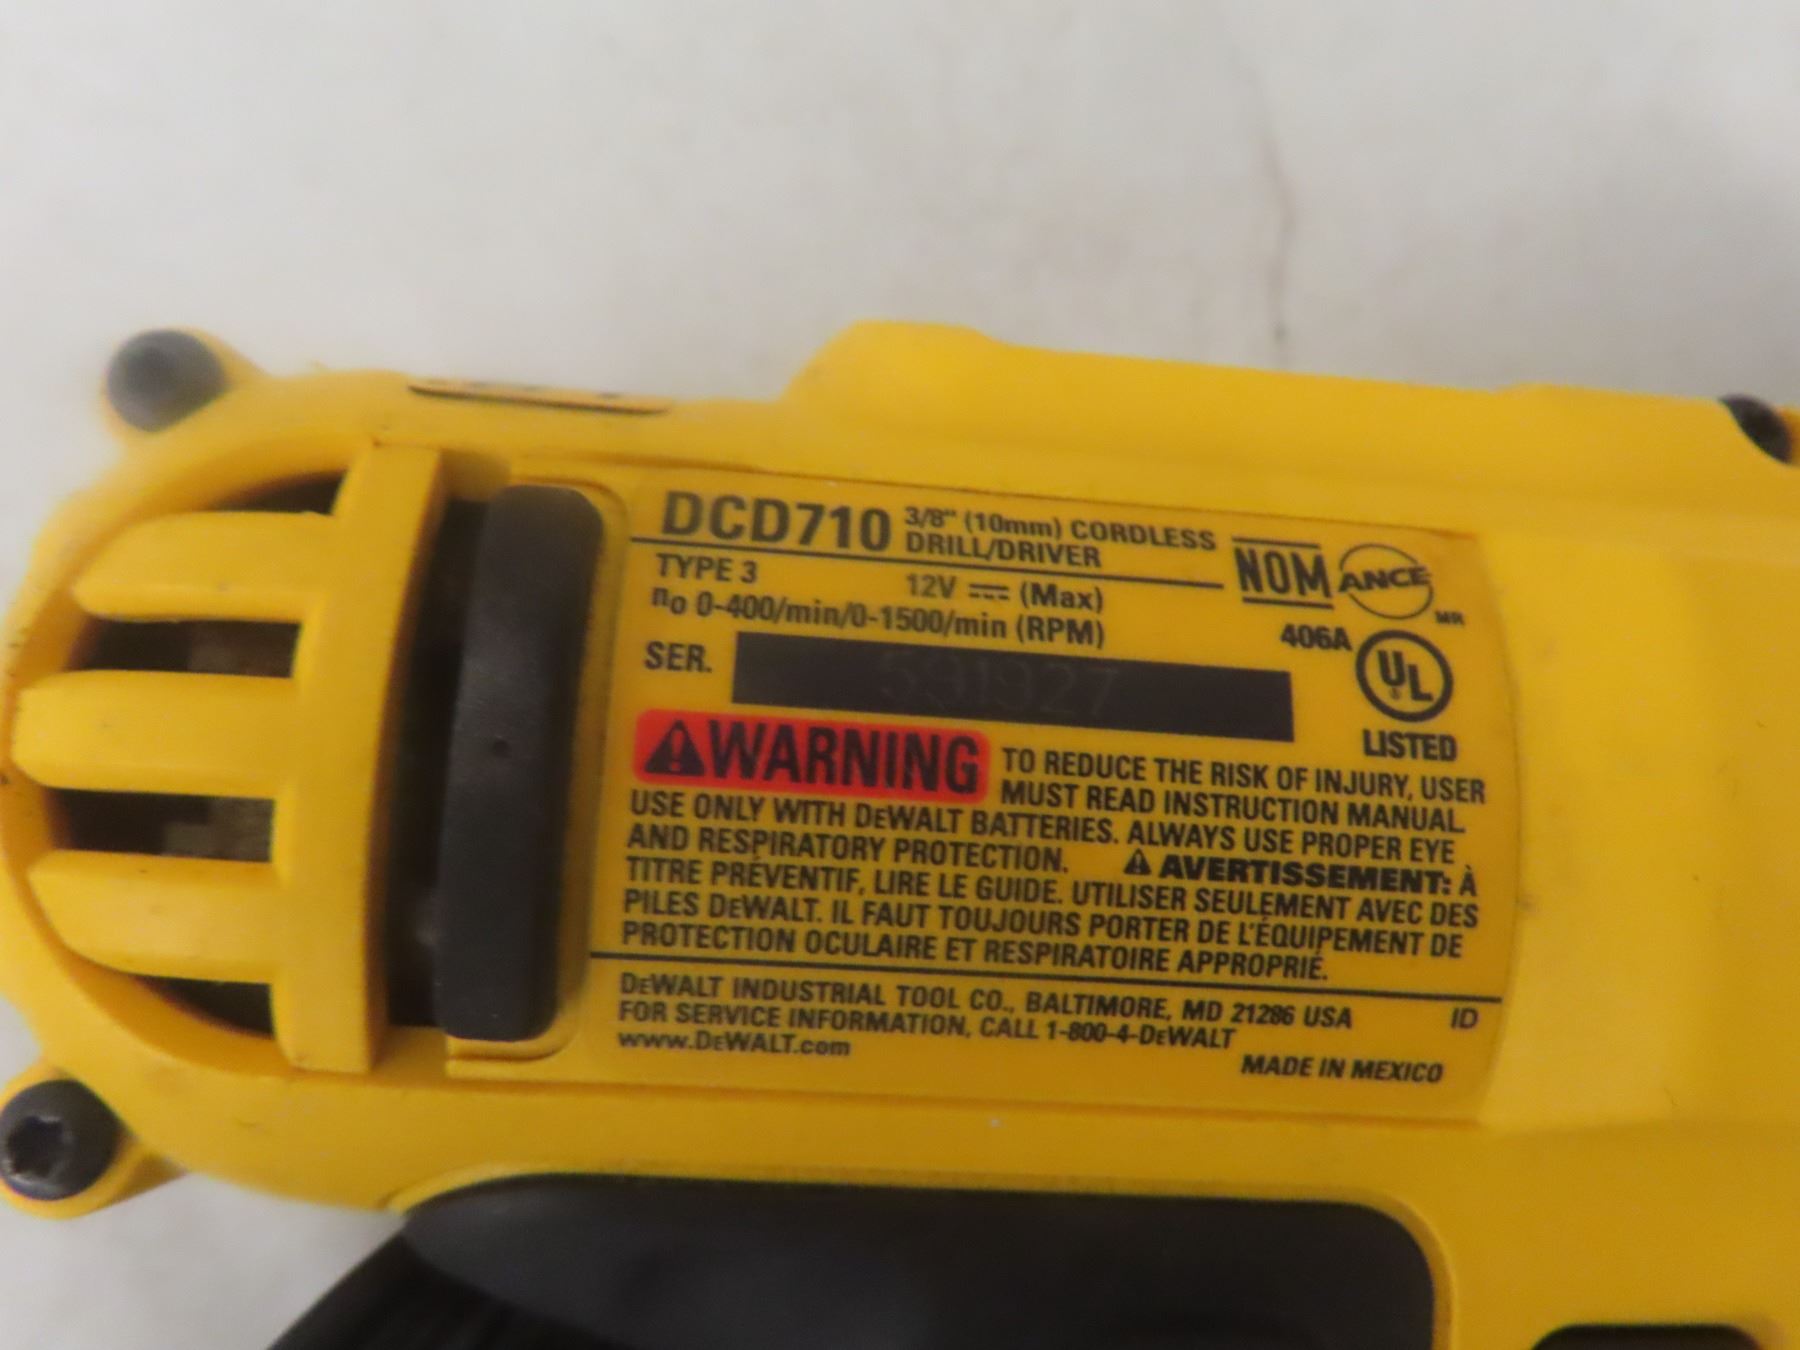 DCD710 3/8" (10mm) CORDLESS
DRILL/DRIVER
TYPE 3 12V (Max)
no 0-400/min/0-1500/min (RPM)
NOM ANCE MR
406A UL
LISTED
SER. 591927
WARNING TO REDUCE THE RISK OF INJURY, USER
MUST READ INSTRUCTION MANUAL.
USE ONLY WITH DEWALT BATTERIES. ALWAYS USE PROPER EYE
AND RESPIRATORY PROTECTION. AVERTISSEMENT: À
TITRE PRÉVENTIF, LIRE LE GUIDE. UTILISER SEULEMENT AVEC DES
PILES DEWALT. IL FAUT TOUJOURS PORTER DE L'ÉQUIPEMENT DE
PROTECTION OCULAIRE ET RESPIRATOIRE APPROPRIÉ.
DEWALT INDUSTRIAL TOOL CO., BALTIMORE, MD 21286 USA ID
FOR SERVICE INFORMATION, CALL 1-800-4-DEWALT
www.DEWALT.com
MADE IN MEXICO